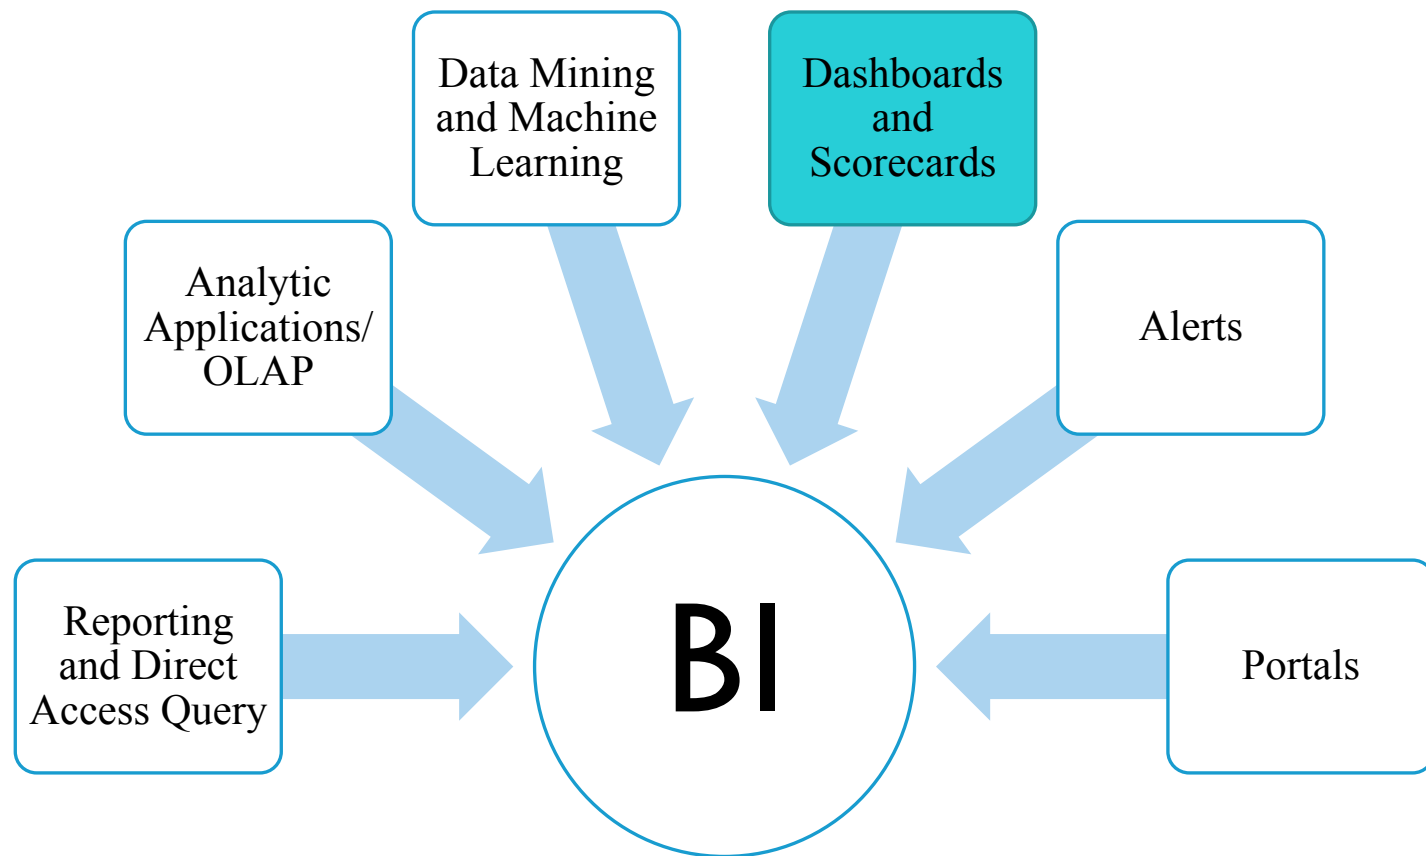 Data Mining
and Machine
Learning
Dashboards
and
Scorecards
Analytic
Applications/
OLAP
Alerts
Reporting
and Direct
Access Query
BI
Portals